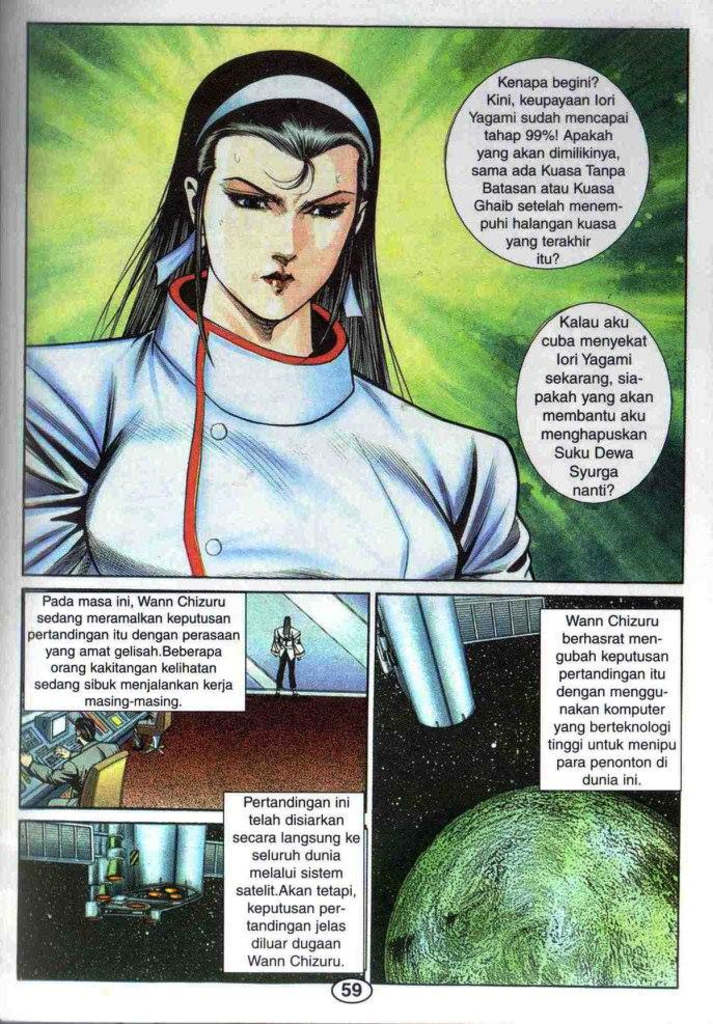 Kenapa begini?
Kini, keupayaan Iori
Yagami sudah mencapai
tahap 99%! Apakah
yang akan dimilikinya,
sama ada Kuasa Tanpa
Batasan atau Kuasa
Ghaib setelah menem-
puhi halangan kuasa
yang terakhir
itu?
Kalau aku
cuba menyekat
Iori Yagami
sekarang, sia-
pakah yang akan
membantu aku
menghapuskan
Suku Dewa
Syurga
nanti?
Pada masa ini, Wann Chizuru
sedang meramalkan keputusan
pertandingan itu dengan perasaan
yang amat gelisah.Beberapa
orang kakitangan kelihatan
sedang sibuk menjalankan kerja
masing-masing.
Wann Chizuru
berhasrat men-
gubah keputusan
pertandingan itu
dengan menggu-
nakan komputer
yang berteknologi
tinggi untuk menipu
para penonton di
dunia ini.
Pertandingan ini
telah disiarkan
secara langsung ke
seluruh dunia
melalui sistem
satelit.Akan tetapi,
keputusan per-
tandingan jelas
diluar dugaan
Wann Chizuru.
59